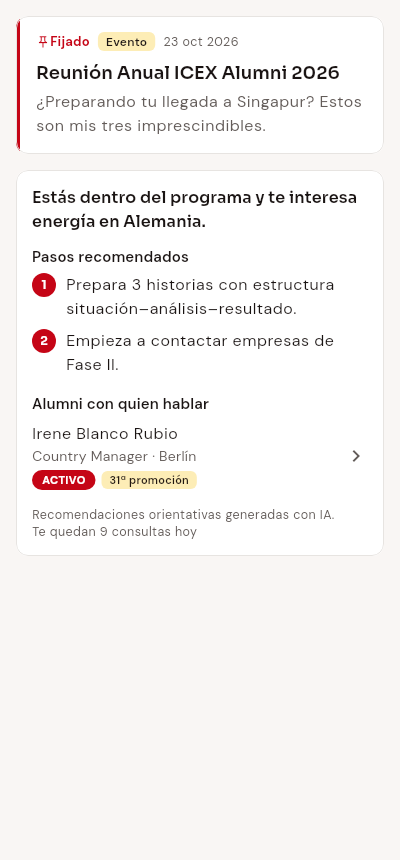 Fijado Evento 23 oct 2026
Reunión Anual ICEX Alumni 2026
¿Preparando tu llegada a Singapur? Estos
son mis tres imprescindibles.
Estás dentro del programa y te interesa
energía en Alemania.
Pasos recomendados
1 Prepara 3 historias con estructura
situación–análisis–resultado.
2 Empieza a contactar empresas de
Fase II.
Alumni con quien hablar
Irene Blanco Rubio
Country Manager · Berlín
ACTIVO 31ª promoción
Recomendaciones orientativas generadas con IA.
Te quedan 9 consultas hoy